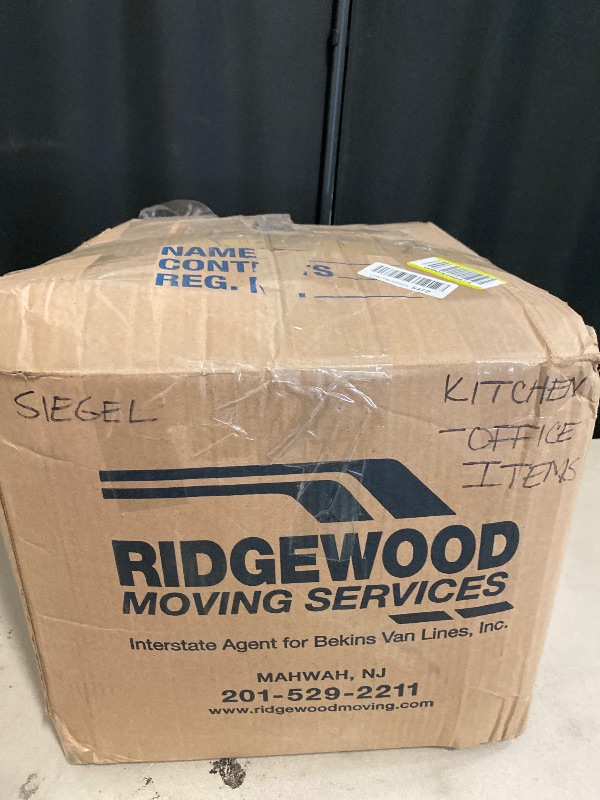 NAME
REG.
SIEGEL
KITCHEN
-OFFICE
ITEMS
RIDGEWOOD
MOVING SERVICES
Interstate Agent for Bekins Van Lines, Inc.
MAHWAH, NJ
201-529-2211
www.ridgewoodmoving.com